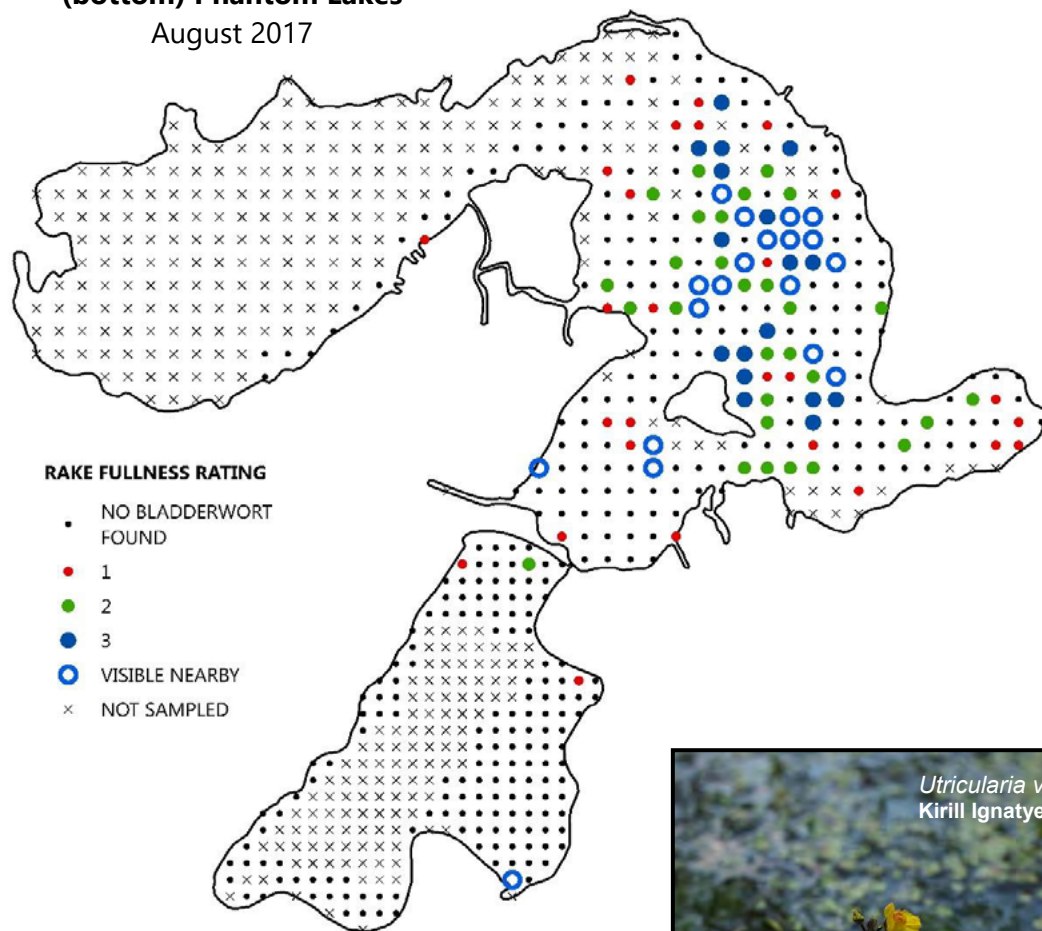 (bottom) Phantom Lakes
August 2017
RAKE FULLNESS RATING
NO BLADDERWORT
FOUND
1
2
3
VISIBLE NEARBY
NOT SAMPLED
Utricularia v
Kirill Ignatye